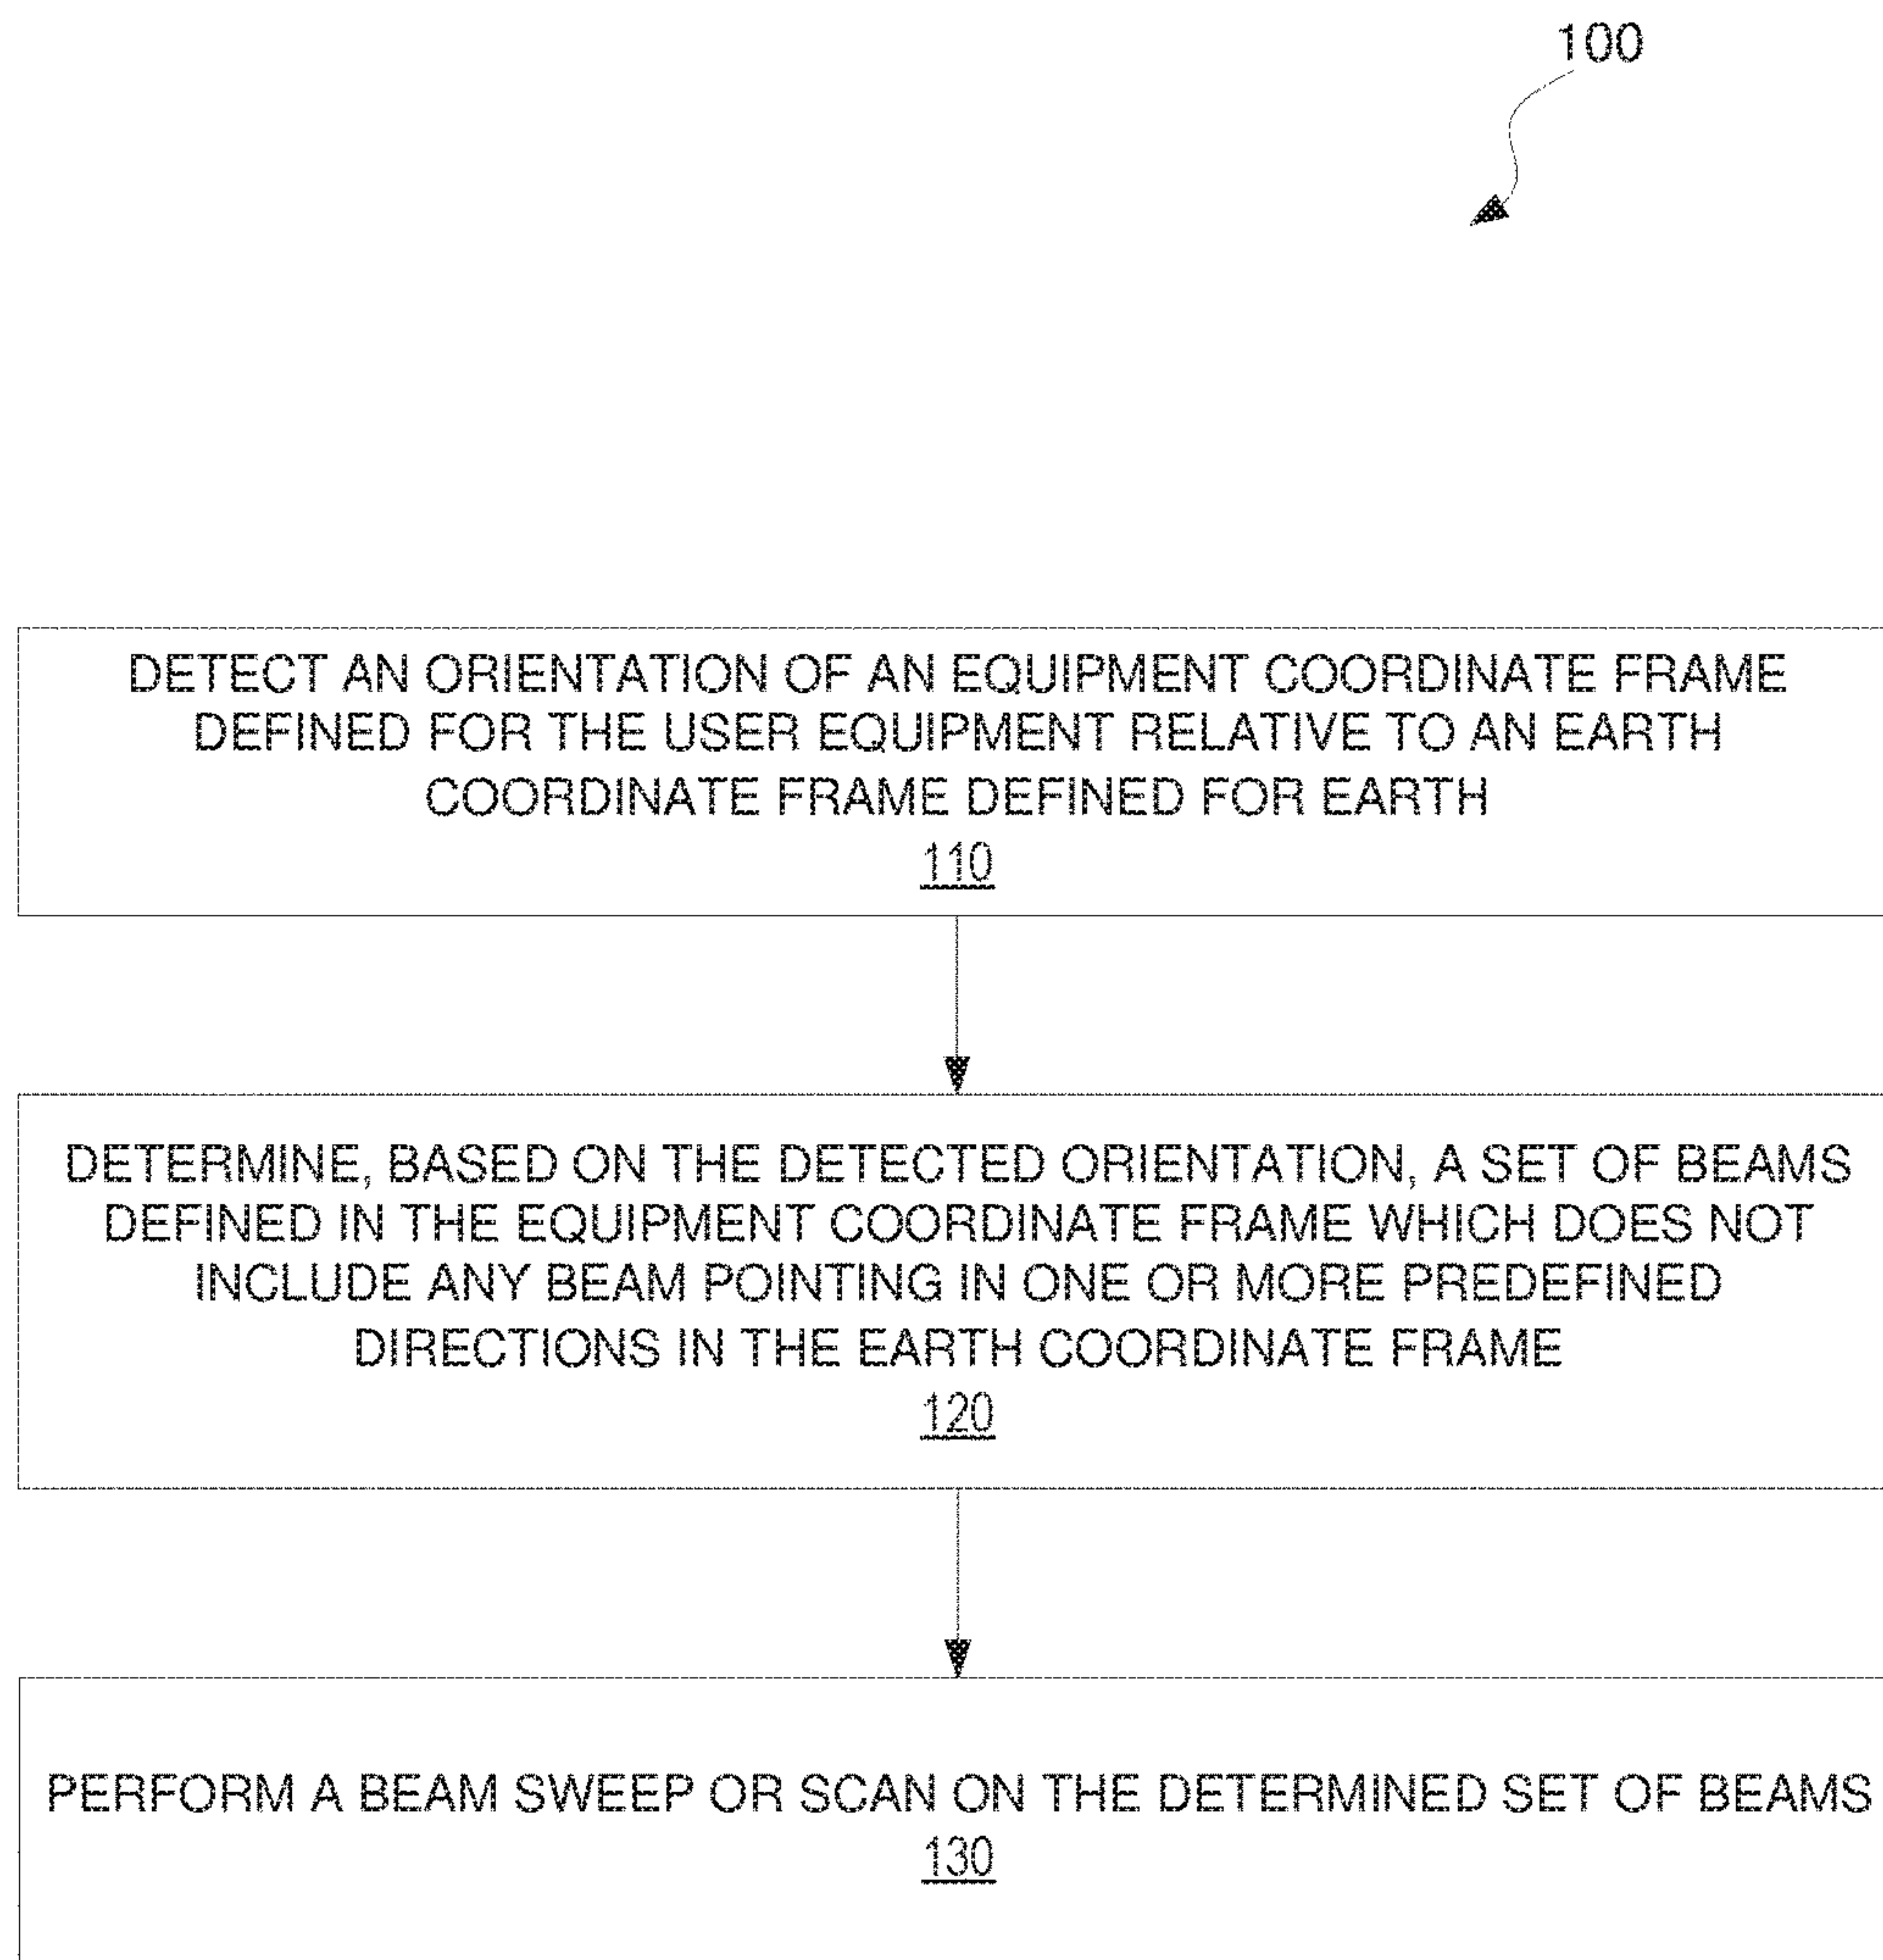 100
DETECT AN ORIENTATION OF AN EQUIPMENT COORDINATE FRAME
DEFINED FOR THE USER EQUIPMENT RELATIVE TO AN EARTH
COORDINATE FRAME DEFINED FOR EARTH
110
DETERMINE, BASED ON THE DETECTED ORIENTATION, A SET OF BEAMS
DEFINED IN THE EQUIPMENT COORDINATE FRAME WHICH DOES NOT
INCLUDE ANY BEAM POINTING IN ONE OR MORE PREDEFINED
DIRECTIONS IN THE EARTH COORDINATE FRAME
120
PERFORM A BEAM SWEEP OR SCAN ON THE DETERMINED SET OF BEAMS
130